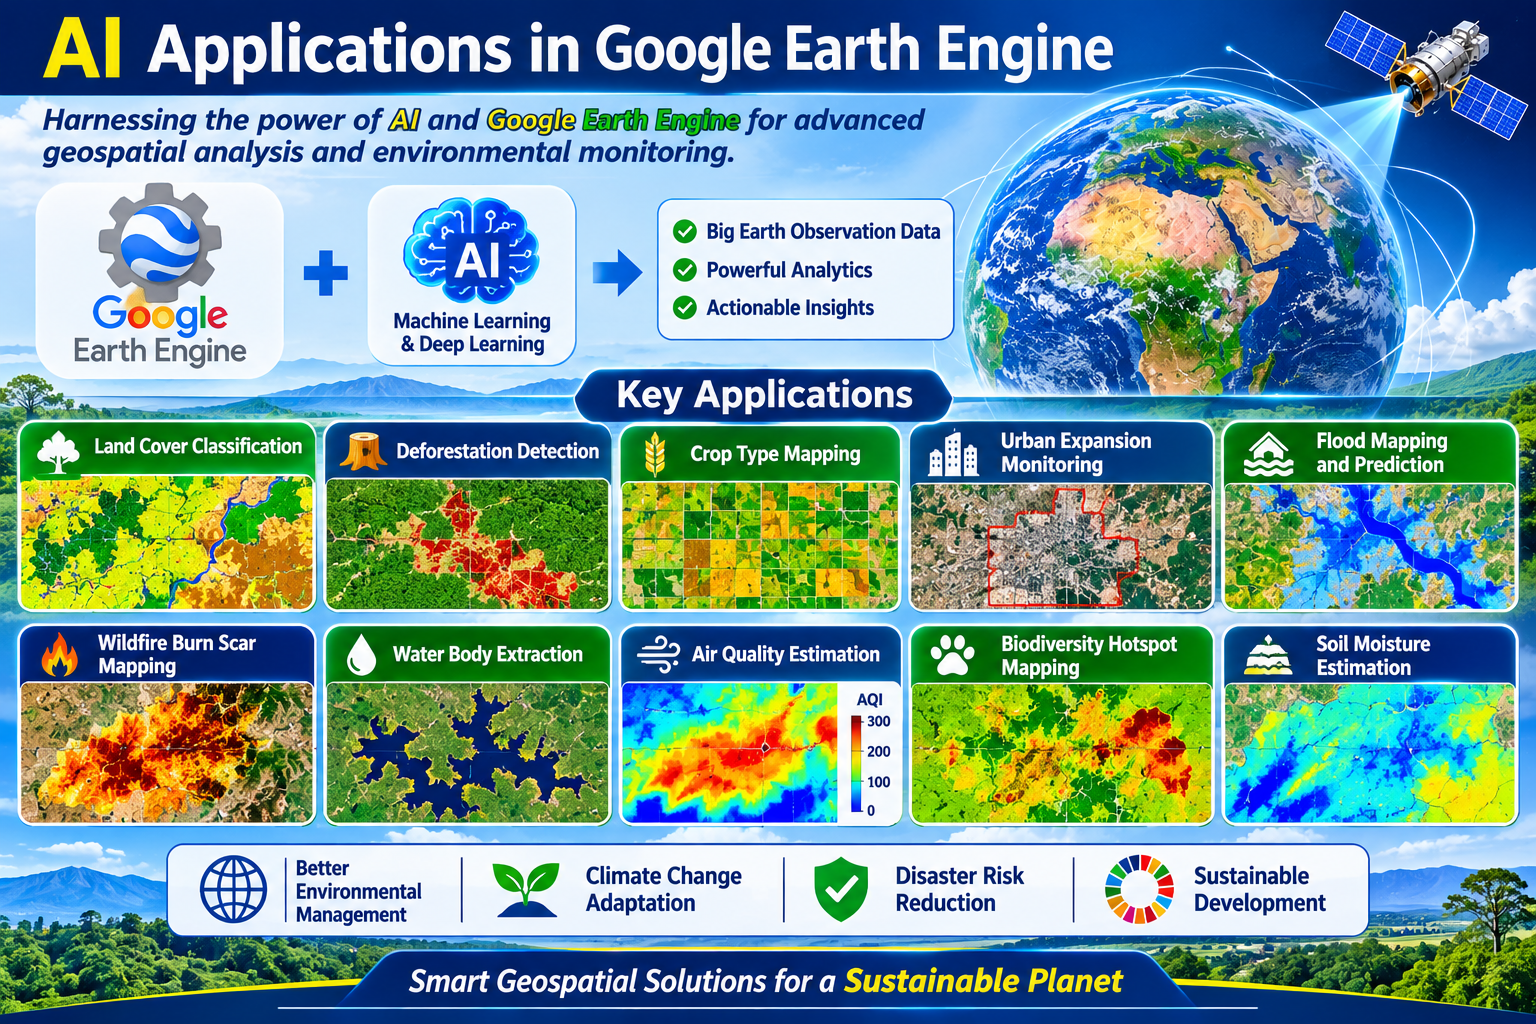 AI Applications in Google Earth Engine
Harnessing the power of AI and Google Earth Engine for advanced
geospatial analysis and environmental monitoring.
Google
Earth Engine
AI
Machine Learning
& Deep Learning
Big Earth Observation Data
Powerful Analytics
Actionable Insights
Key Applications
Land Cover Classification
Deforestation Detection
Crop Type Mapping
Urban Expansion
Monitoring
Flood Mapping
and Prediction
Wildfire Burn Scar
Mapping
Water Body Extraction
Air Quality Estimation
AQI
300
200
100
0
Biodiversity Hotspot
Mapping
Soil Moisture
Estimation
Better
Environmental
Management
Climate Change
Adaptation
Disaster Risk
Reduction
Sustainable
Development
Smart Geospatial Solutions for a Sustainable Planet